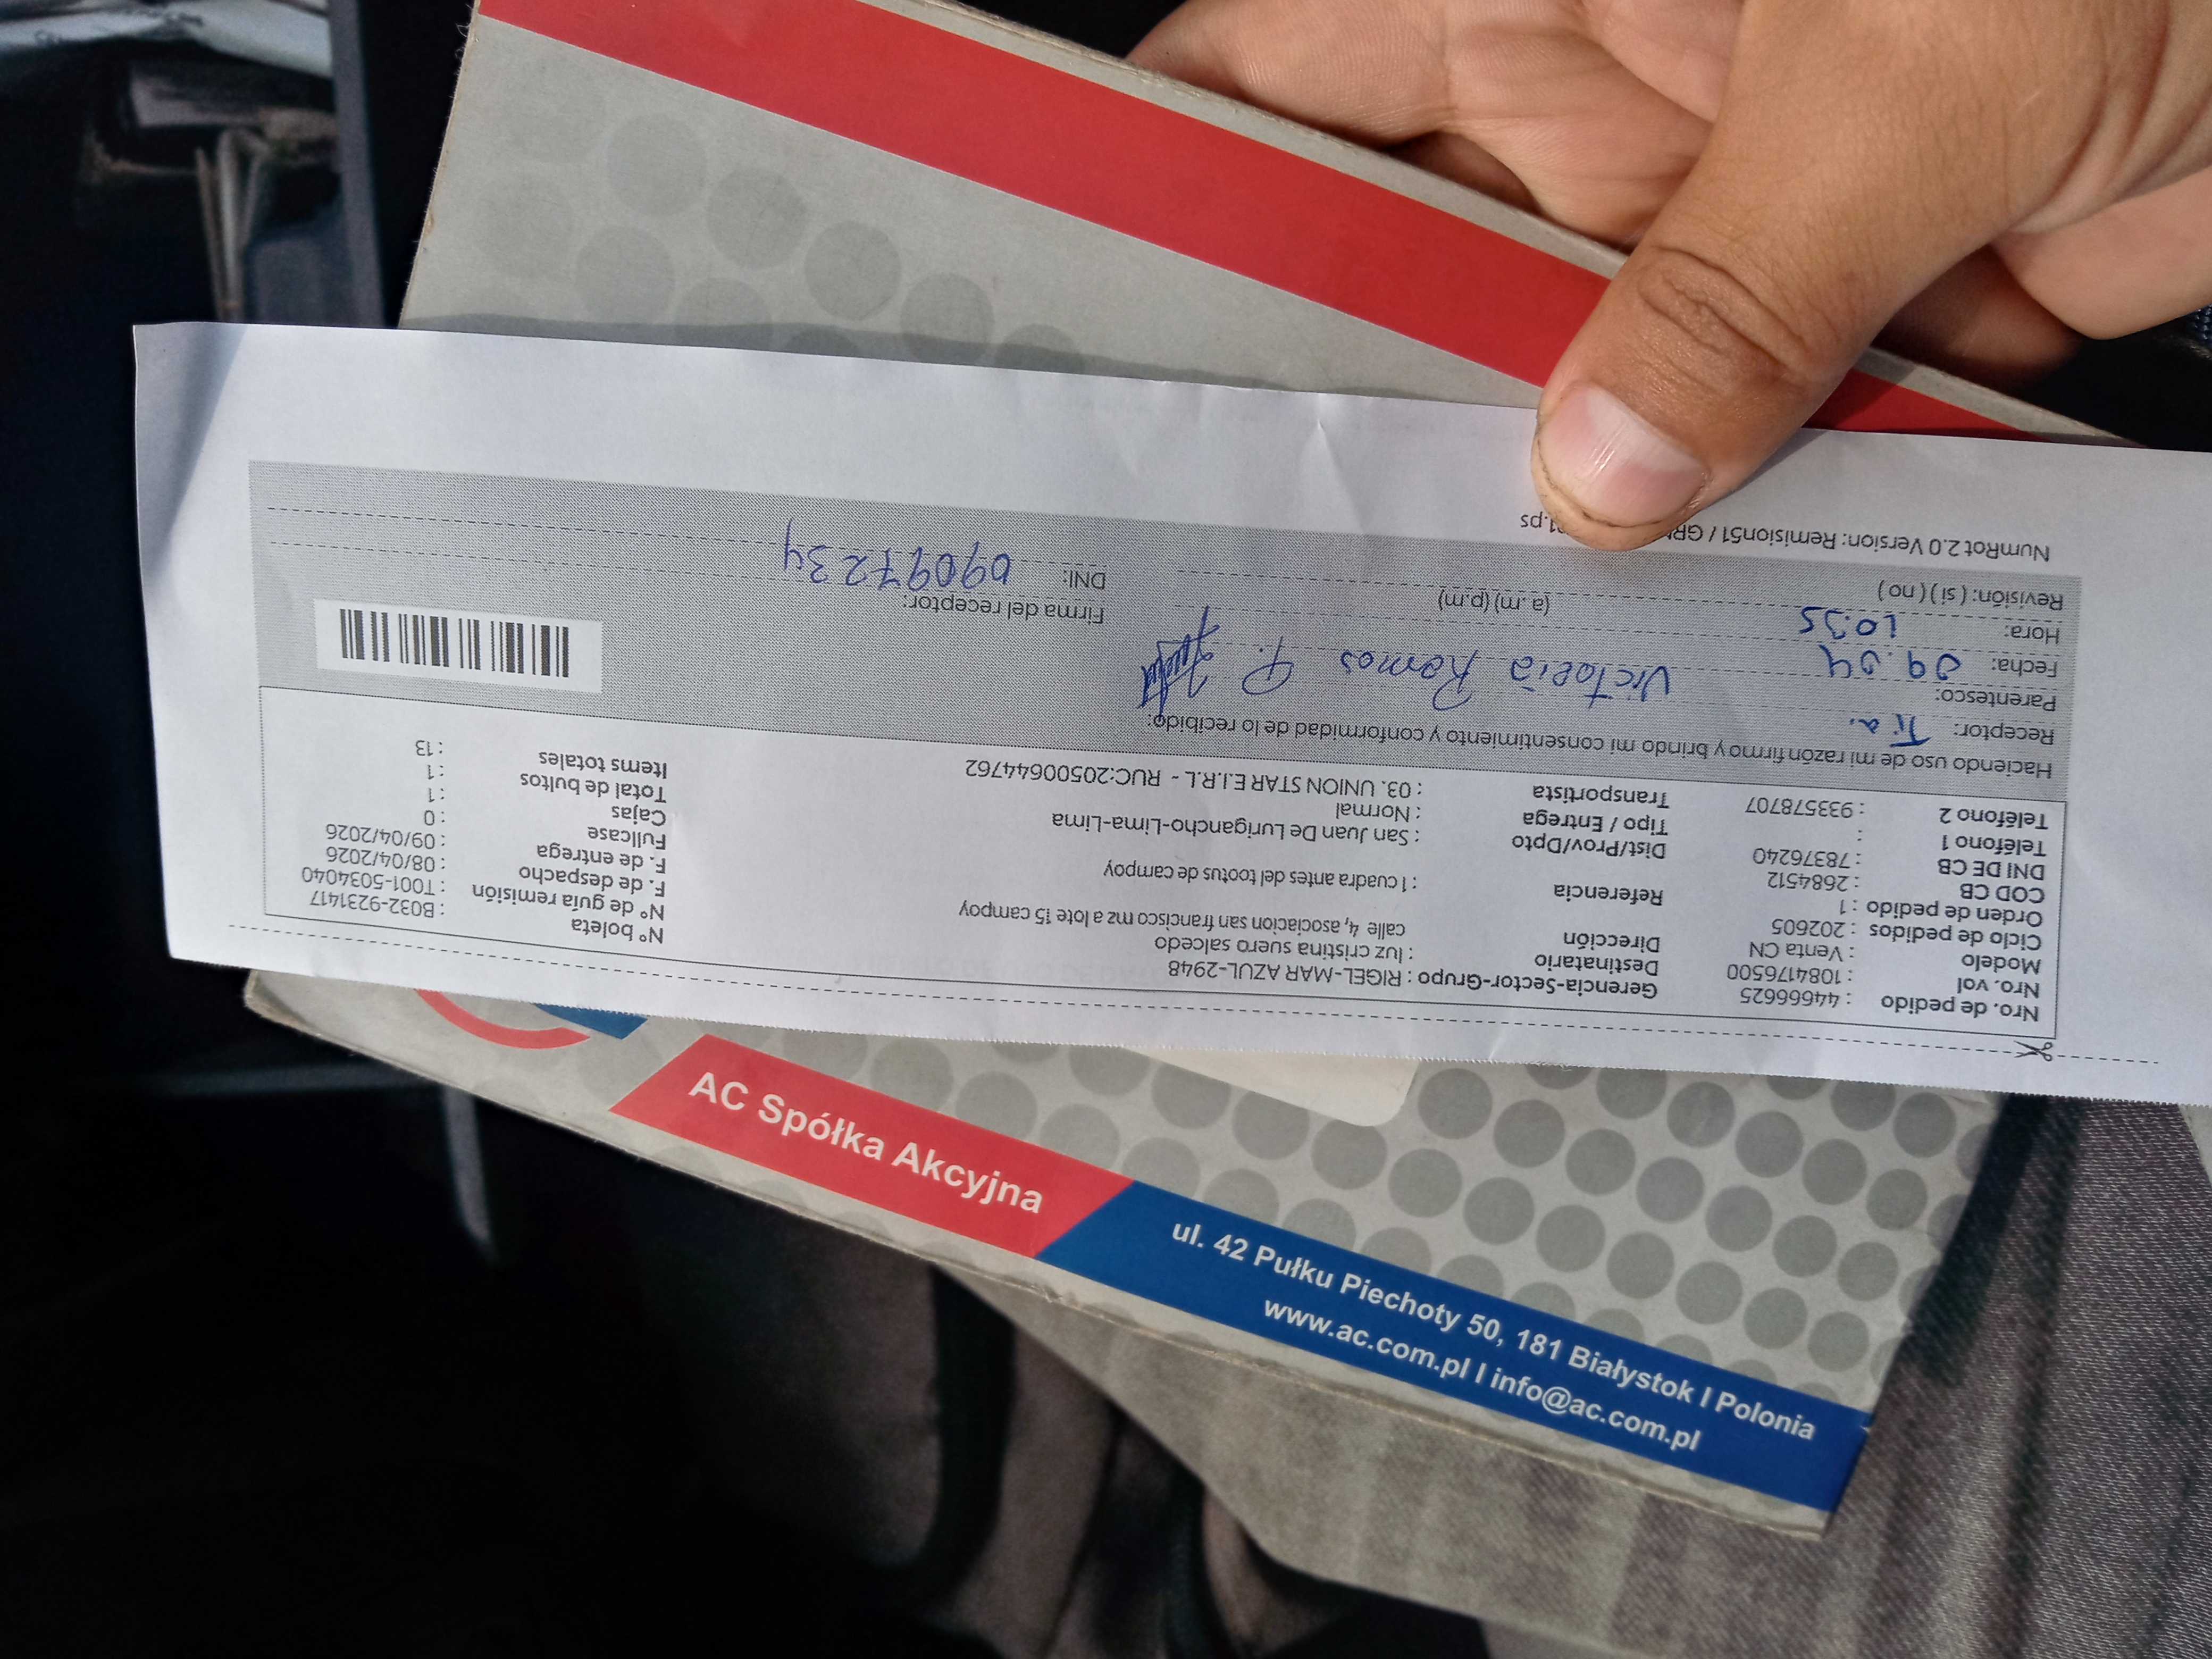 Nro. de pedido : 44666625
Nro. vol : 1084176500
Modelo : Venta CN
Ciclo de pedidos : 202605
Orden de pedido : 1
COD CB : 2684512
DNI DE CB : 78376240
Teléfono 1 :
Teléfono 2 : 933578707
Gerencia-Sector-Grupo : RIGEL-MAR AZUL-2948
Destinatario : luz cristina suero salcedo
Dirección calle 4, asociacion san francisco mz a lote 15 campoy
Referencia : 1 cuadra antes del tootus de campoy
Dist/Prov/Dpto : San Juan De Lurigancho-Lima-Lima
Tipo / Entrega : Normal
Transportista : 03. UNION STAR E.I.R.L - RUC:20500644762
Nº boleta : B032-9231417
Nº de guía remisión : T001-5034040
F. de despacho : 08/04/2026
F. de entrega : 09/04/2026
Fullcase : 0
Cajas : 1
Total de bultos : 1
Items totales : 13
Haciendo uso de mi razón firmo y brindo mi consentimiento y conformidad de lo recibido:
Receptor: Tia.
Parentesco: Victoria Ramos P.
Fecha: 09.04
Hora: 10:35 (a.m) (p.m)
Revisión: ( si ) ( no )
Firma del receptor:
DNI: 09097234
NumRot 2.0 Version: Remision51 /
AC Spółka Akcyjna
ul. 42 Pułku Piechoty 50, 181 Białystok I Polonia
www.ac.com.pl I info@ac.com.pl